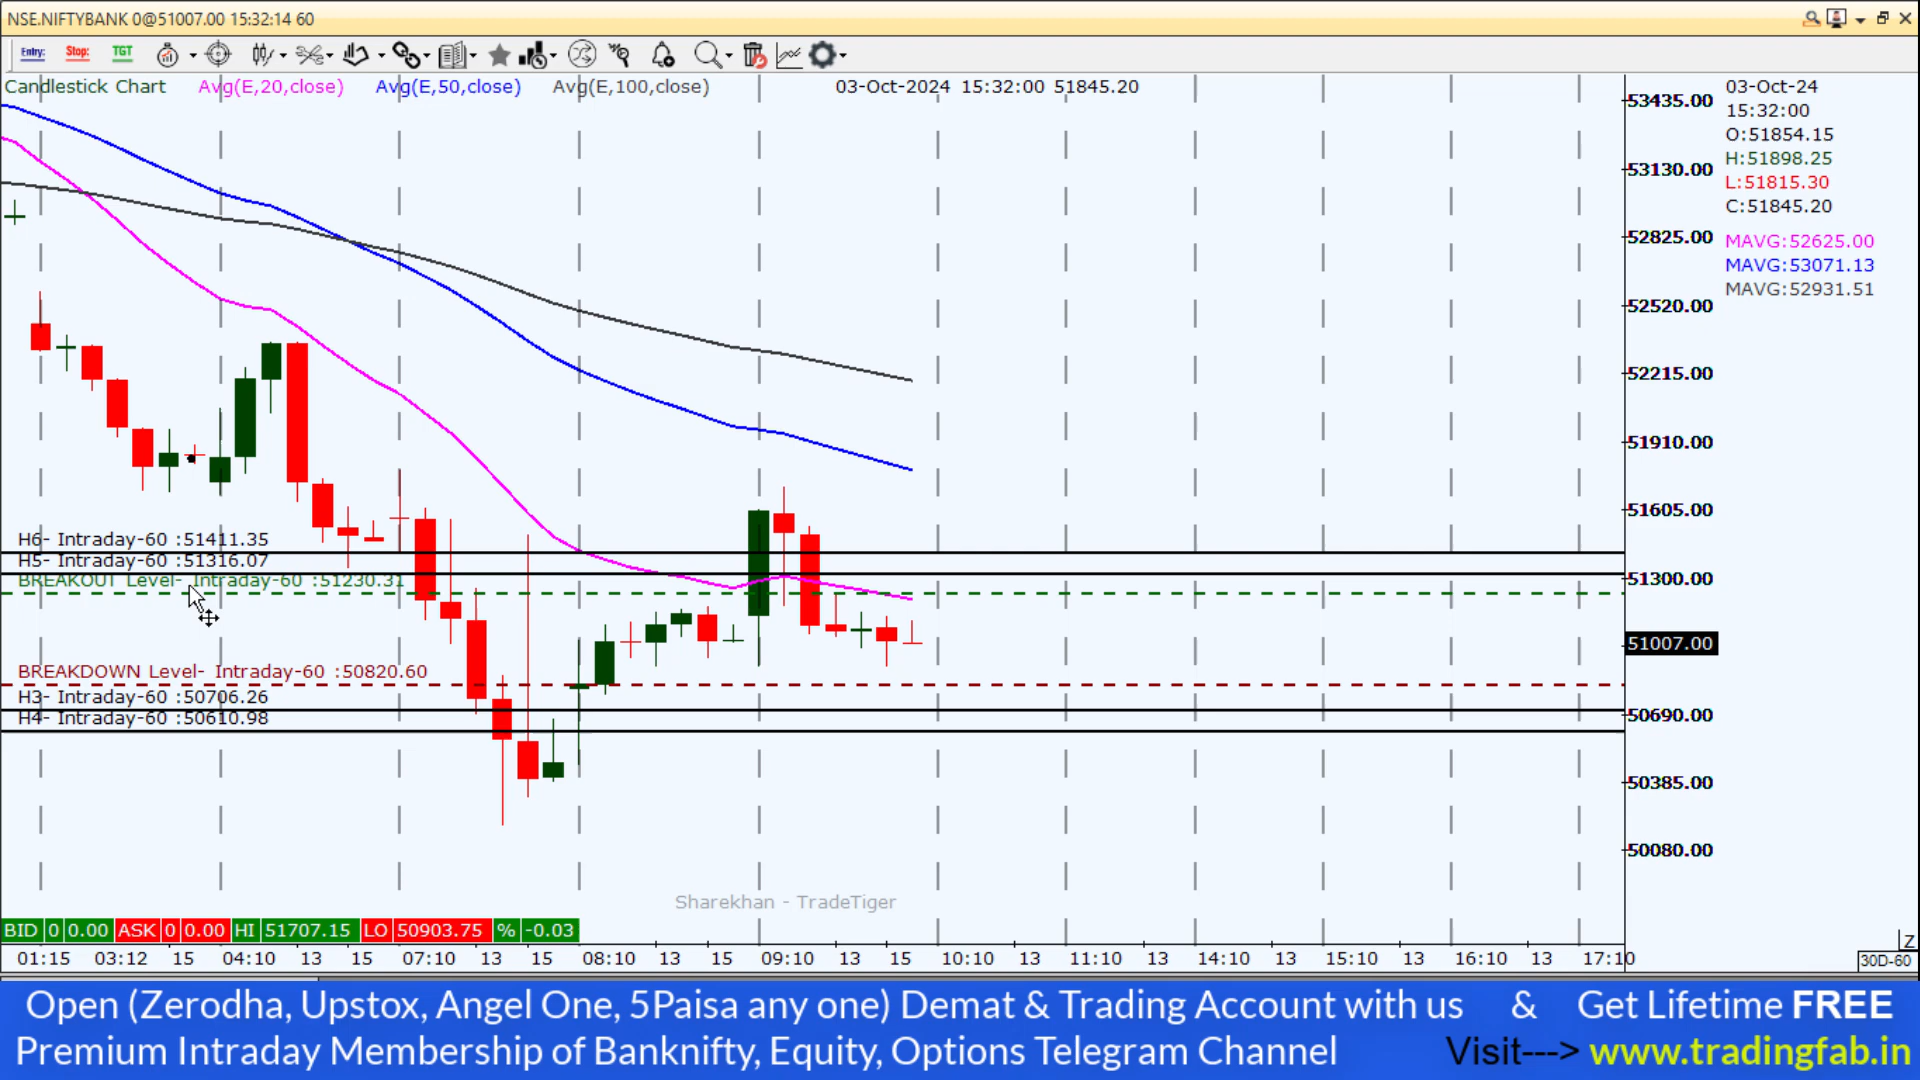 NSE.NIFTYBANK 0@51007.00 15:32:14 60
Entry: Stop: TGT
Candlestick Chart Avg(E,20,close) Avg(E,50,close) Avg(E,100,close) 03-Oct-2024 15:32:00 51845.20
03-Oct-24
15:32:00
O:51854.15
H:51898.25
L:51815.30
C:51845.20
MAVG:52625.00
MAVG:53071.13
MAVG:52931.51
53435.00
53130.00
52825.00
52520.00
52215.00
51910.00
51605.00
51300.00
51007.00
50690.00
50385.00
50080.00
H6- Intraday-60 :51411.35
H5- Intraday-60 :51316.07
BREAKOUT Level- Intraday-60 :51230.31
BREAKDOWN Level- Intraday-60 :50820.60
H3- Intraday-60 :50706.26
H4- Intraday-60 :50610.98
Sharekhan - TradeTiger
BID 0 0.00 ASK 0 0.00 HI 51707.15 LO 50903.75 % -0.03
Z
01:15 03:12 15 04:10 13 15 07:10 13 15 08:10 13 15 09:10 13 15 10:10 13 11:10 13 14:10 13 15:10 13 16:10 13 17:10
30D-60
Open (Zerodha, Upstox, Angel One, 5Paisa any one) Demat & Trading Account with us & Get Lifetime FREE
Premium Intraday Membership of Banknifty, Equity, Options Telegram Channel Visit---> www.tradingfab.in